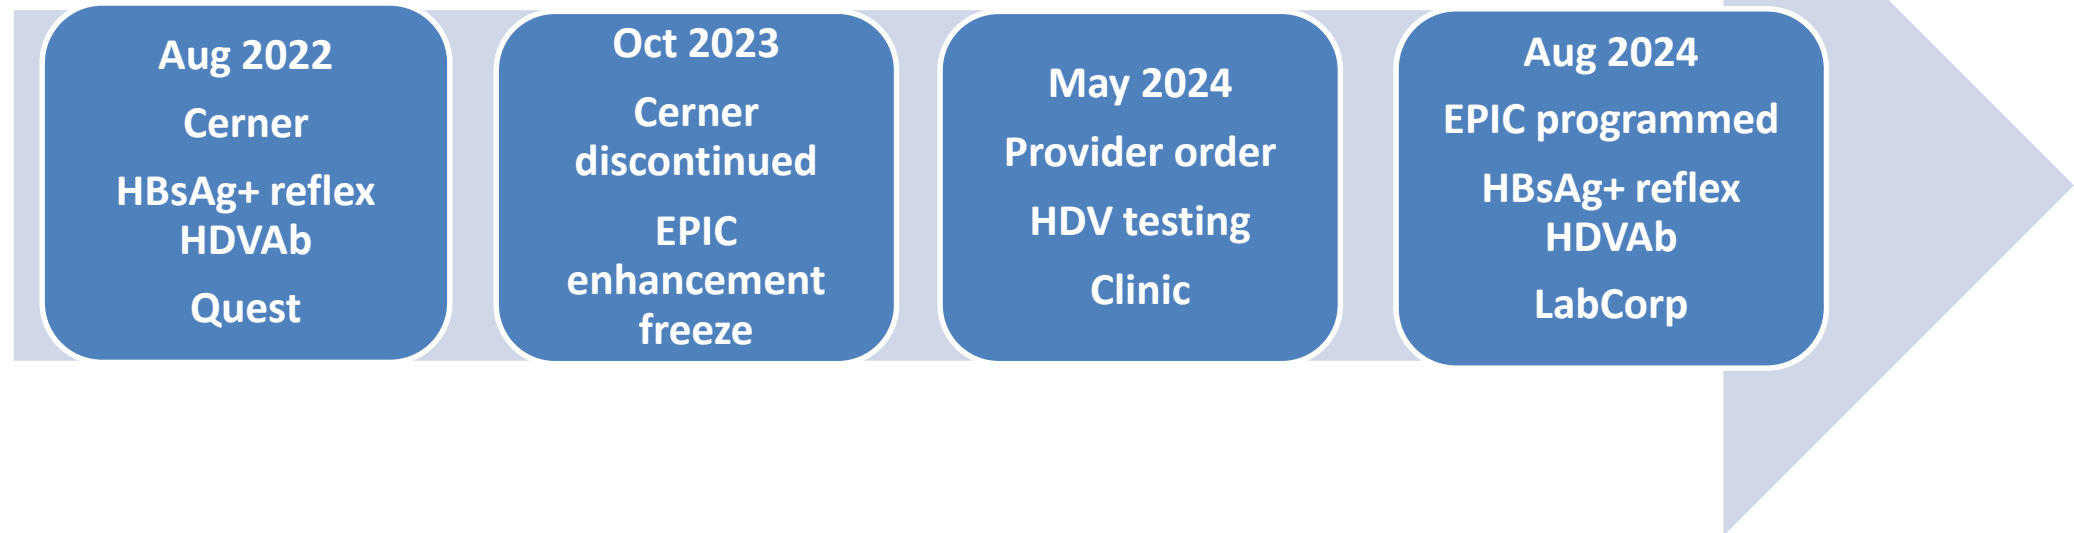 Aug 2022
Cerner
HBsAg+ reflex
HDVAb
Quest
Oct 2023
Cerner
discontinued
EPIC
enhancement
freeze
May 2024
Provider order
HDV testing
Clinic
Aug 2024
EPIC programmed
HBsAg+ reflex
HDVAb
LabCorp